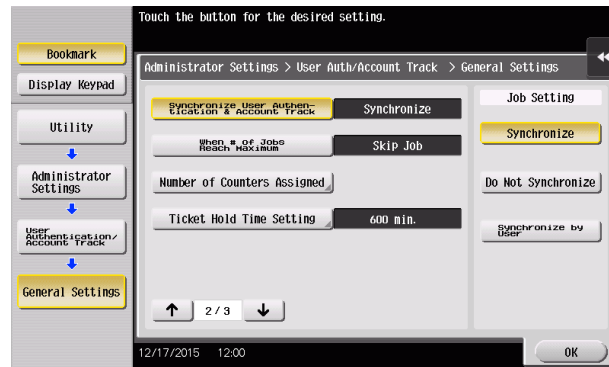 Touch the button for the desired setting.
Bookmark
Display Keypad
Utility
Administrator
Settings
User
Authentication/
Account Track
General Settings
Administrator Settings > User Auth/Account Track > General Settings
Synchronize User Authen-
tication & Account Track
Synchronize
When # of Jobs
Reach Maximum
Skip Job
Number of Counters Assigned
Ticket Hold Time Setting
600 min.
↑ 2/3 ↓
Job Setting
Synchronize
Do Not Synchronize
Synchronize by
User
12/17/2015 12:00
OK